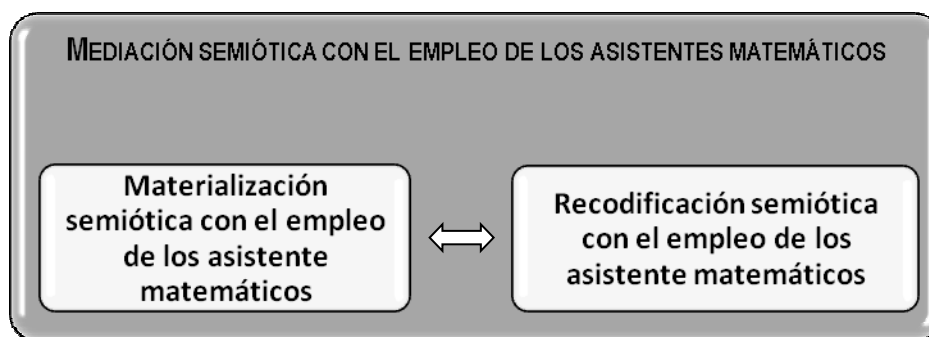 MEDIACIÓN SEMIÓTICA CON EL EMPLEO DE LOS ASISTENTES MATEMÁTICOS
Materialización
semiótica con el empleo
de los asistente
matemáticos
Recodificación semiótica
con el empleo de los
asistente matemáticos